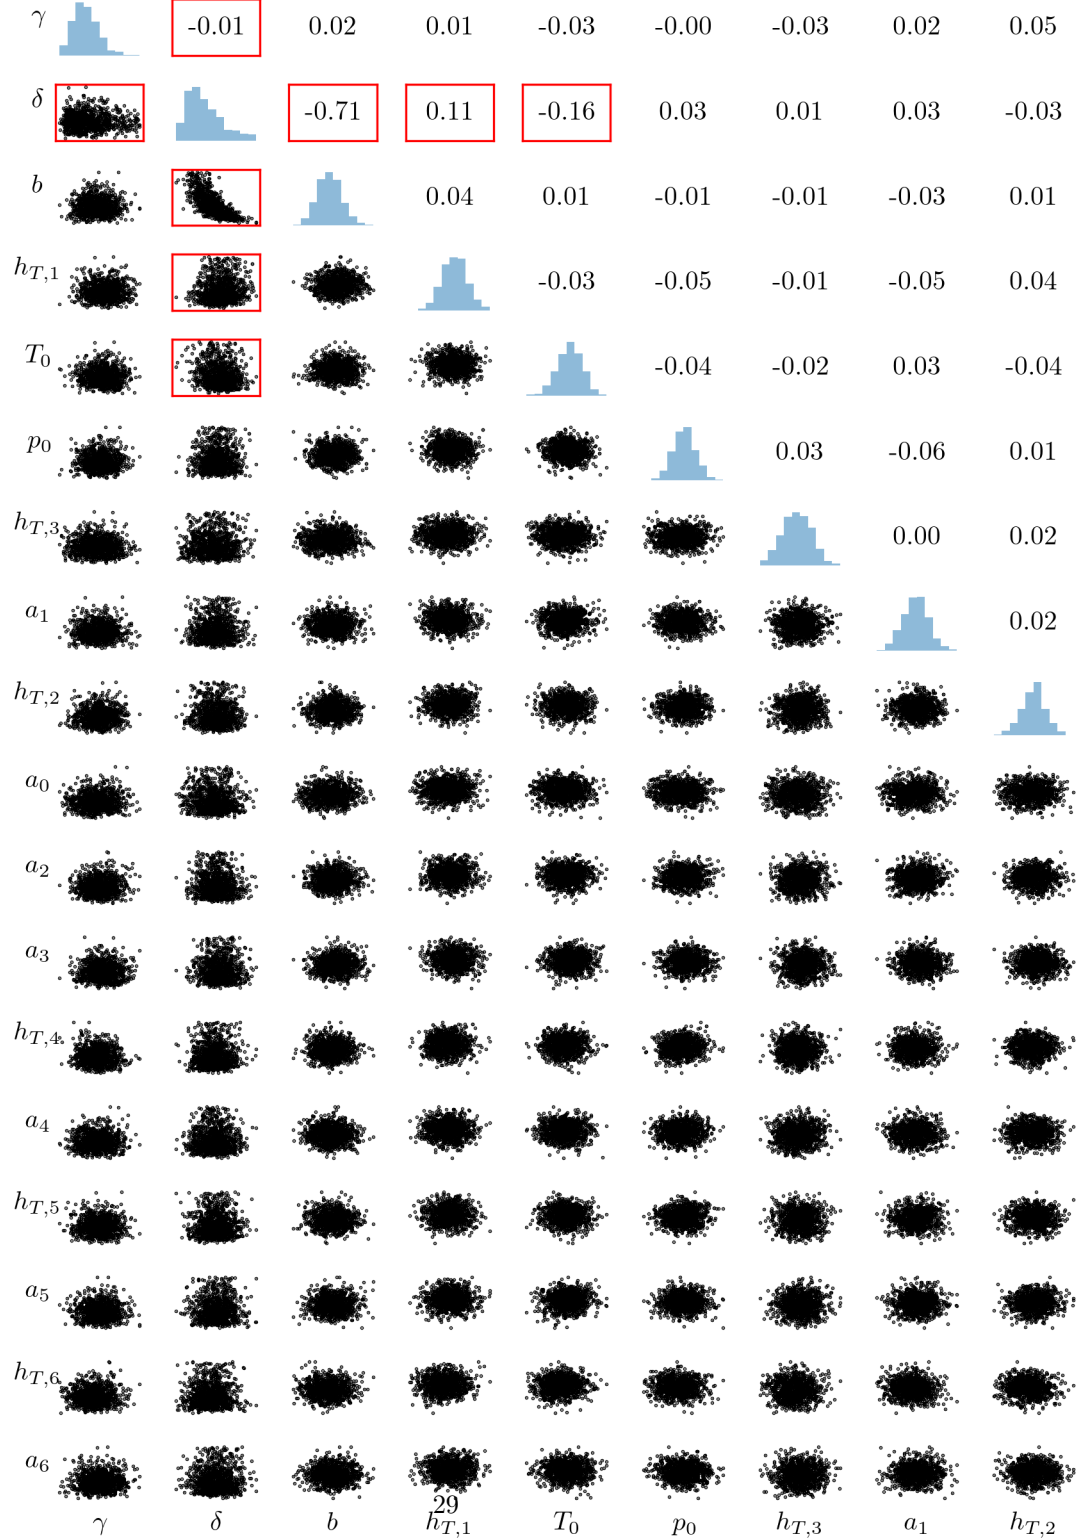 γ -0.01 0.02 0.01 -0.03 -0.00 -0.03 0.02 0.05
δ -0.71 0.11 -0.16 0.03 0.01 0.03 -0.03
b 0.04 0.01 -0.01 -0.01 -0.03 0.01
h_{T,1} -0.03 -0.05 -0.01 -0.05 0.04
T_0 -0.04 -0.02 0.03 -0.04
p_0 0.03 -0.06 0.01
h_{T,3} 0.00 0.02
a_1 0.02
h_{T,2}
a_0
a_2
a_3
h_{T,4}
a_4
h_{T,5}
a_5
h_{T,6}
a_6
29
γ δ b h_{T,1} T_0 p_0 h_{T,3} a_1 h_{T,2}